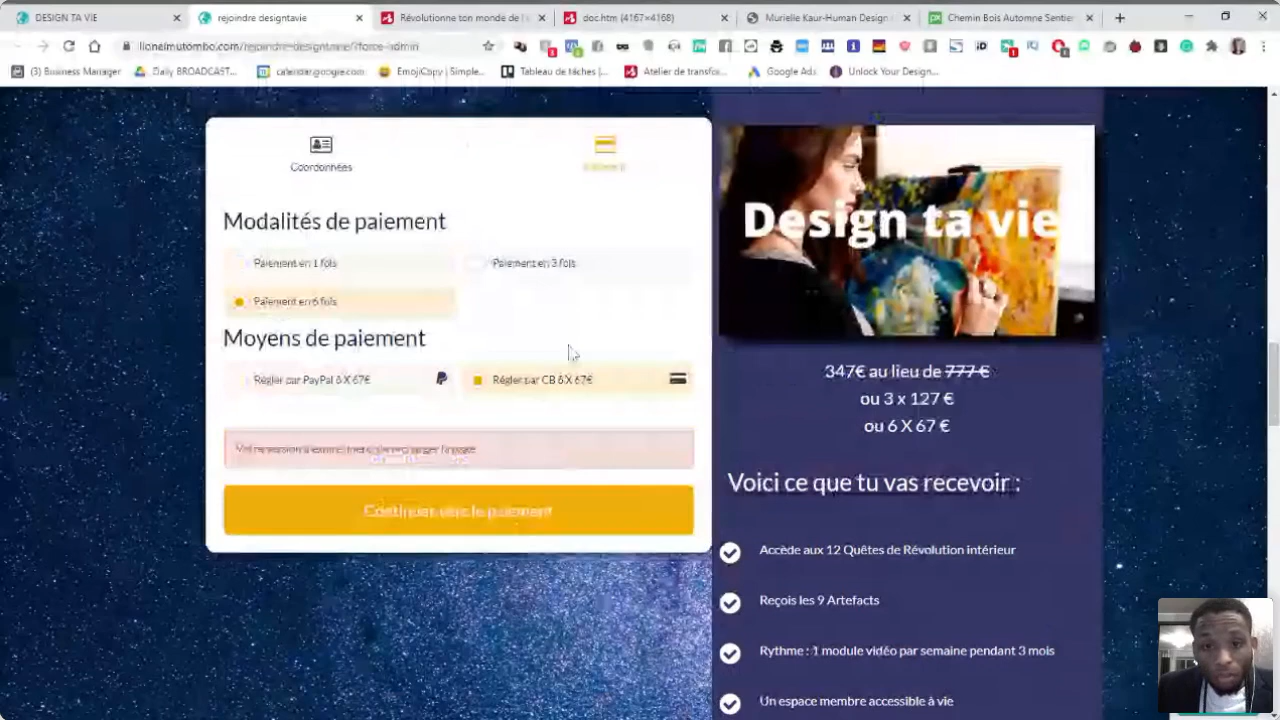 DESIGN TA VIE
rejoindre designtavie
Révolutionne ton monde de l'
doc.htm (4167×4168)
Murielle Kaur-Human Design
Chemin Bois Automne Sentier
lionelmutombo.com/rejoindre-designtavie/?force-admin
(3) Business Manager
Daily BROADCAST...
calendar.google.com
EmojiCopy | Simple...
Tableau de tâches |...
Atelier de transfor...
Google Ads
Unlock Your Design...
Coordonnées
Modalités de paiement
Paiement en 1 fois
Paiement en 3 fois
Paiement en 6 fois
Moyens de paiement
Régler par PayPal 6 X 67€
Régler par CB 6 X 67€
Continuer vers le paiement
Design ta vie
347€ au lieu de 777 €
ou 3 x 127 €
ou 6 X 67 €
Voici ce que tu vas recevoir :
Accède aux 12 Quêtes de Révolution intérieur
Reçois les 9 Artefacts
Rythme : 1 module vidéo par semaine pendant 3 mois
Un espace membre accessible à vie